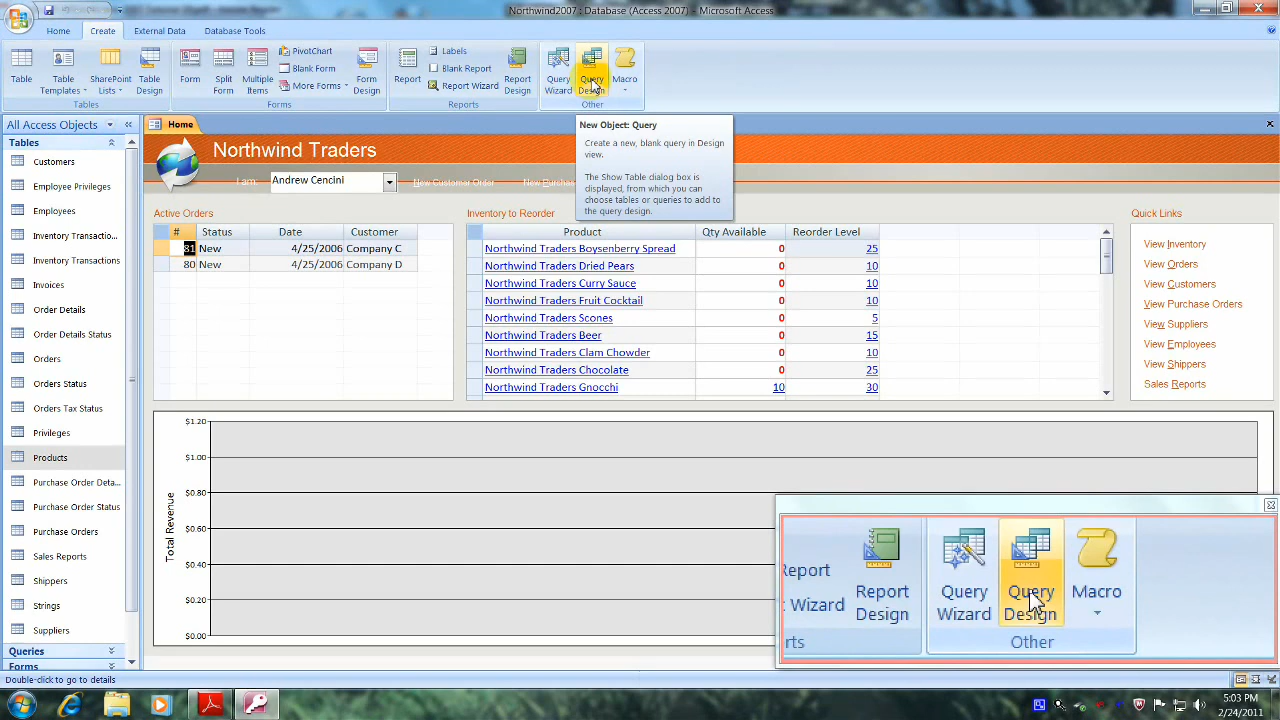 Northwind2007 : Database (Access 2007) - Microsoft Access
Home Create External Data Database Tools
Table
Table Templates
SharePoint Lists
Table Design
Tables
Form
Split Form
Multiple Items
PivotChart
Blank Form
More Forms
Form Design
Forms
Report
Labels
Blank Report
Report Wizard
Report Design
Reports
Query Wizard
Query Design
Macro
Other
New Object: Query
Create a new, blank query in Design
view.
The Show Table dialog box is
displayed, from which you can
choose tables or queries to add to
the query design.
All Access Objects
Tables
Customers
Employee Privileges
Employees
Inventory Transactio...
Inventory Transactions
Invoices
Order Details
Order Details Status
Orders
Orders Status
Orders Tax Status
Privileges
Products
Purchase Order Deta...
Purchase Order Status
Purchase Orders
Sales Reports
Shippers
Strings
Suppliers
Queries
Forms
Home
Northwind Traders
I am: Andrew Cencini New Customer Order New Purchas
Active Orders
# Status Date Customer
81 New 4/25/2006 Company C
80 New 4/25/2006 Company D
Inventory to Reorder
Product Qty Available Reorder Level
Northwind Traders Boysenberry Spread 0 25
Northwind Traders Dried Pears 0 10
Northwind Traders Curry Sauce 0 10
Northwind Traders Fruit Cocktail 0 10
Northwind Traders Scones 0 5
Northwind Traders Beer 0 15
Northwind Traders Clam Chowder 0 10
Northwind Traders Chocolate 0 25
Northwind Traders Gnocchi 10 30
Quick Links
View Inventory
View Orders
View Customers
View Purchase Orders
View Suppliers
View Employees
View Shippers
Sales Reports
Total Revenue
$1.20
$1.00
$0.80
$0.60
$0.40
$0.20
$0.00
Report
Wizard
rts
Report Design
Query Wizard
Query Design
Macro
Other
Double-click to go to details
5:03 PM
2/24/2011